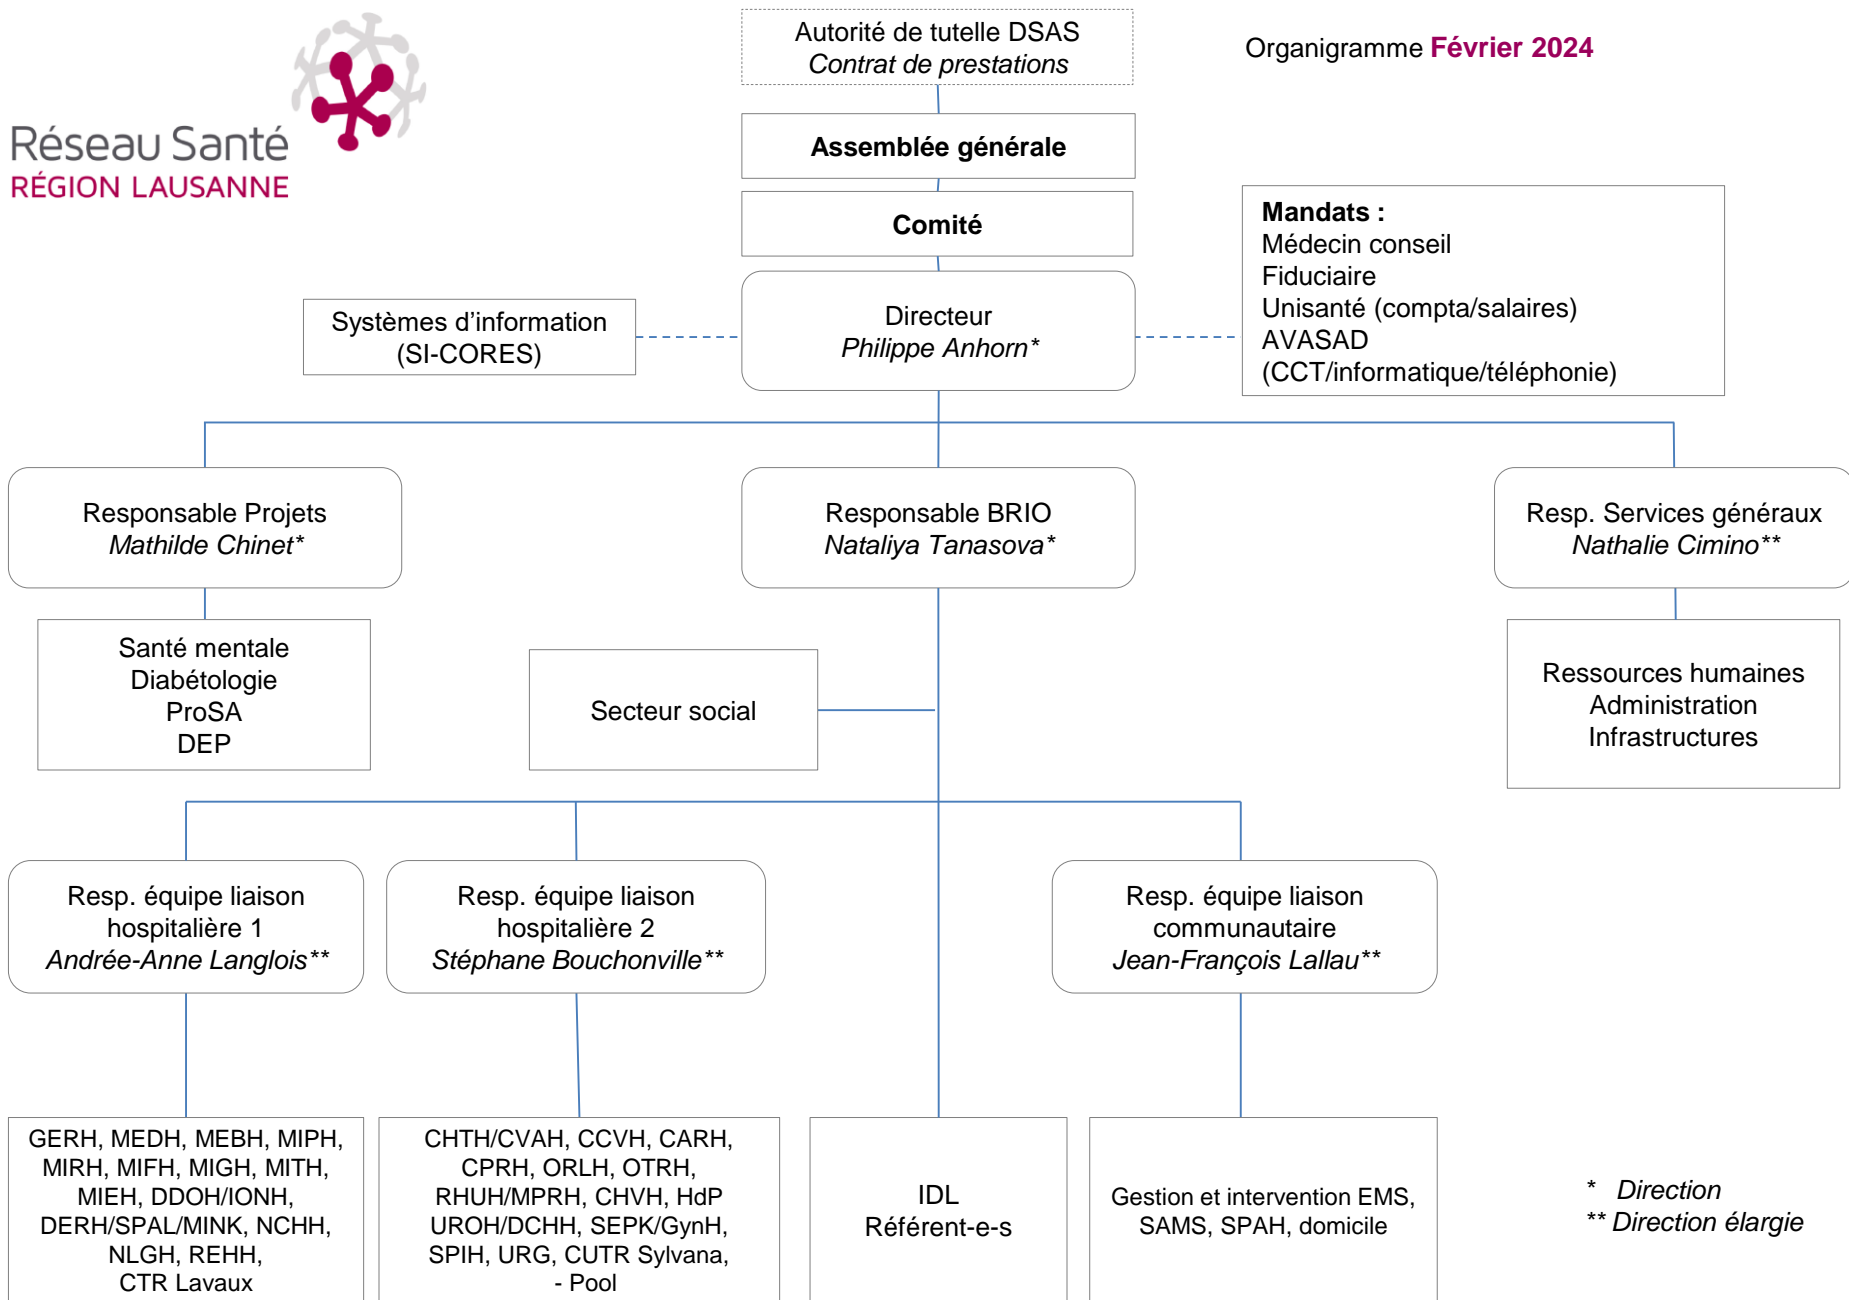 Réseau Santé
RÉGION LAUSANNE
Autorité de tutelle DSAS
Contrat de prestations
Organigramme Février 2024
Assemblée générale
Comité
Mandats :
Médecin conseil
Fiduciaire
Unisanté (compta/salaires)
AVASAD
(CCT/informatique/téléphonie)
Systèmes d’information
(SI-CORES)
Directeur
Philippe Anhorn*
Responsable Projets
Mathilde Chinet*
Responsable BRIO
Nataliya Tanasova*
Resp. Services généraux
Nathalie Cimino**
Santé mentale
Diabétologie
ProSA
DEP
Secteur social
Ressources humaines
Administration
Infrastructures
Resp. équipe liaison
hospitalière 1
Andrée-Anne Langlois**
Resp. équipe liaison
hospitalière 2
Stéphane Bouchonville**
Resp. équipe liaison
communautaire
Jean-François Lallau**
GERH, MEDH, MEBH, MIPH,
MIRH, MIFH, MIGH, MITH,
MIEH, DDOH/IONH,
DERH/SPAL/MINK, NCHH,
NLGH, REHH,
CTR Lavaux
CHTH/CVAH, CCVH, CARH,
CPRH, ORLH, OTRH,
RHUH/MPRH, CHVH, HdP
UROH/DCHH, SEPK/GynH,
SPIH, URG, CUTR Sylvana,
- Pool
IDL
Référent-e-s
Gestion et intervention EMS,
SAMS, SPAH, domicile
* Direction
** Direction élargie